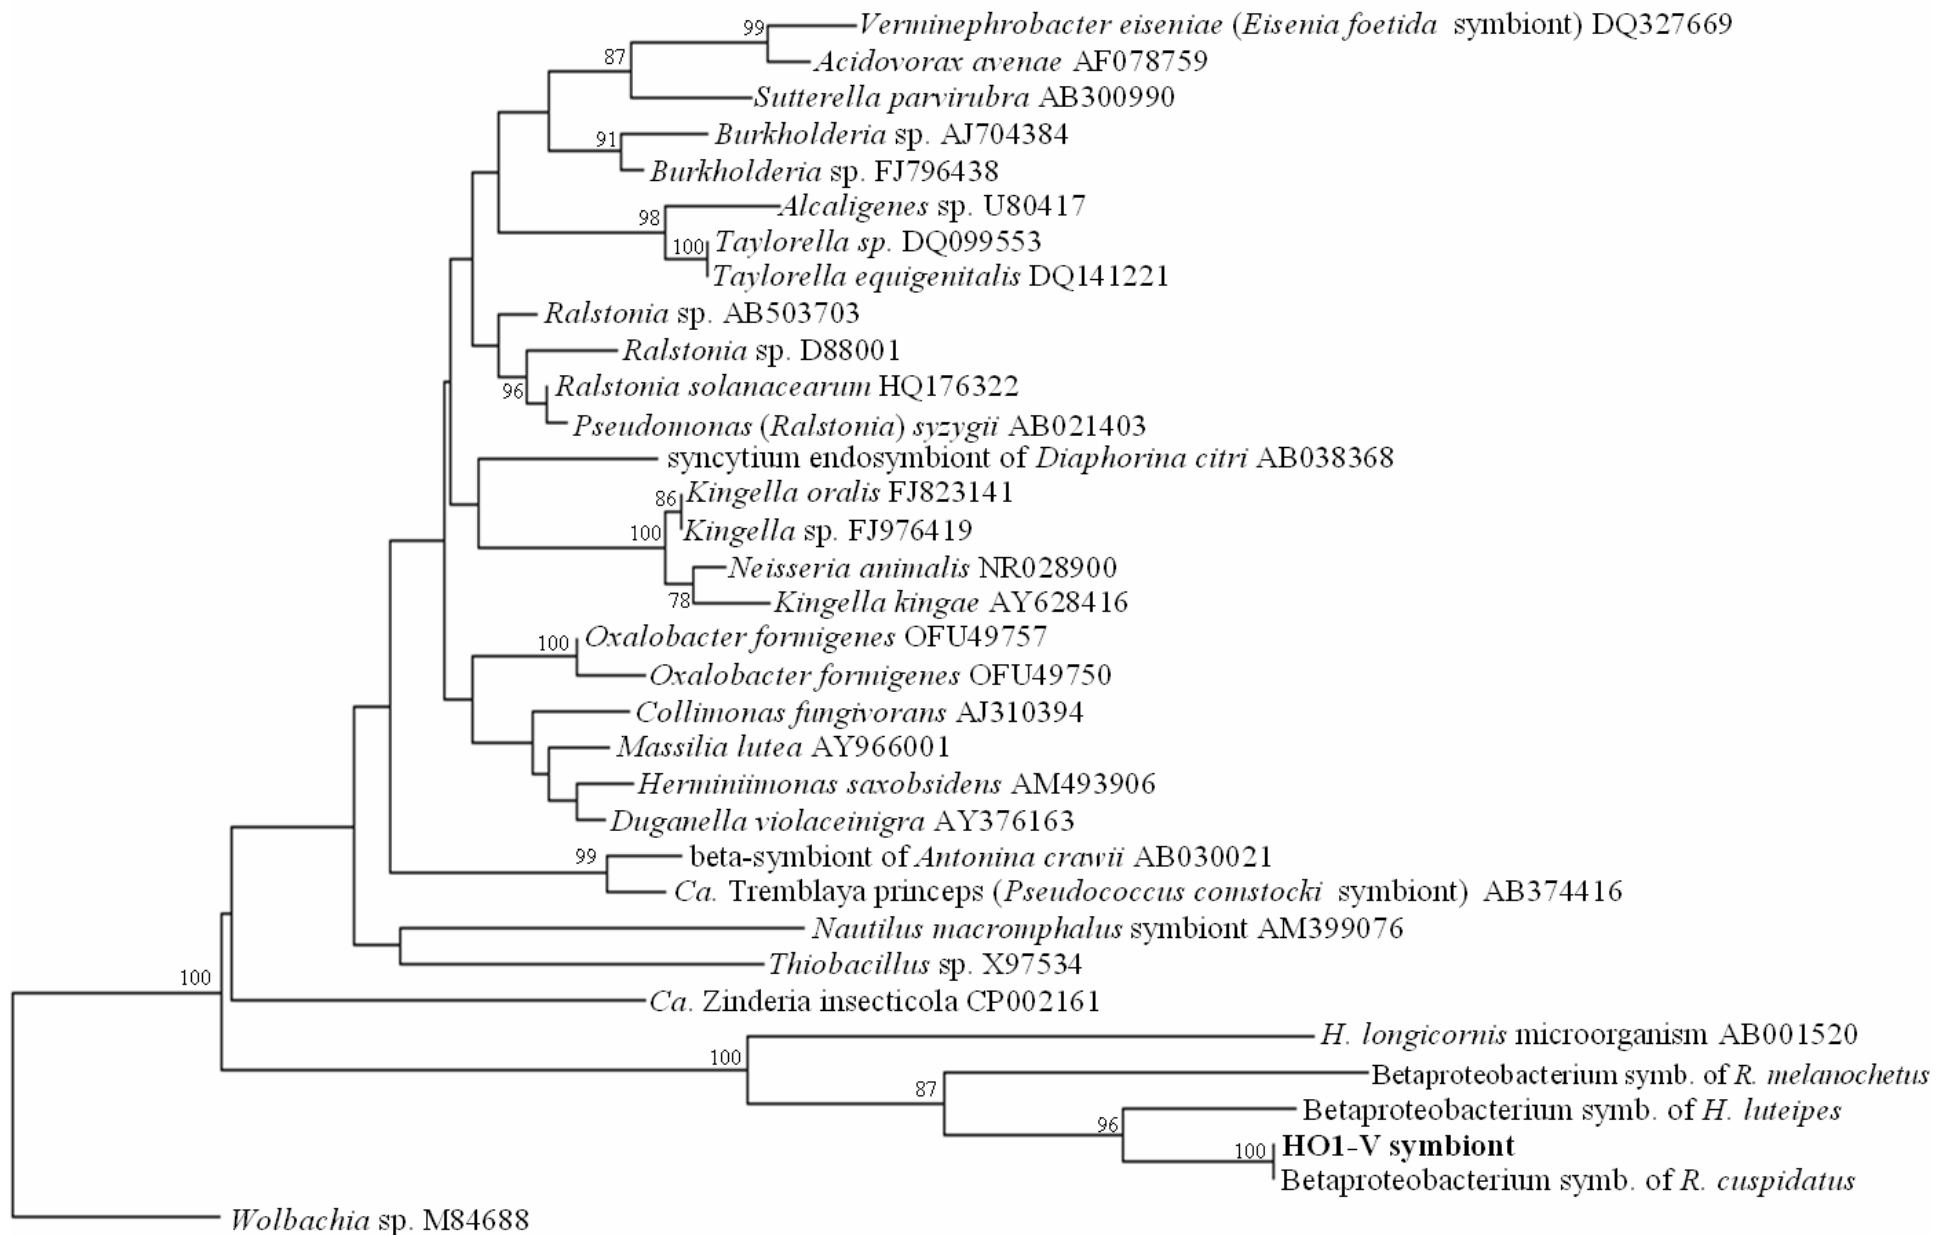 99 Verminephrobacter eiseniae (Eisenia foetida symbiont) DQ327669
87 Acidovorax avenae AF078759
Sutterella parvirubra AB300990
91 Burkholderia sp. AJ704384
Burkholderia sp. FJ796438
98 Alcaligenes sp. U80417
100 Taylorella sp. DQ099553
Taylorella equigenitalis DQ141221
Ralstonia sp. AB503703
Ralstonia sp. D88001
96 Ralstonia solanacearum HQ176322
Pseudomonas (Ralstonia) syzygii AB021403
syncytium endosymbiont of Diaphorina citri AB038368
86 Kingella oralis FJ823141
100 Kingella sp. FJ976419
Neisseria animalis NR028900
78 Kingella kingae AY628416
100 Oxalobacter formigenes OFU49757
Oxalobacter formigenes OFU49750
Collimonas fungivorans AJ310394
Massilia lutea AY966001
Herminiimonas saxobsidens AM493906
Duganella violaceinigra AY376163
99 beta-symbiont of Antonina crawii AB030021
Ca. Tremblaya princeps (Pseudococcus comstocki symbiont) AB374416
Nautilus macromphalus symbiont AM399076
Thiobacillus sp. X97534
100
Ca. Zinderia insecticola CP002161
H. longicornis microorganism AB001520
100
Betaproteobacterium symb. of R. melanochetus
87
Betaproteobacterium symb. of H. luteipes
96
100 HO1-V symbiont
Betaproteobacterium symb. of R. cuspidatus
Wolbachia sp. M84688